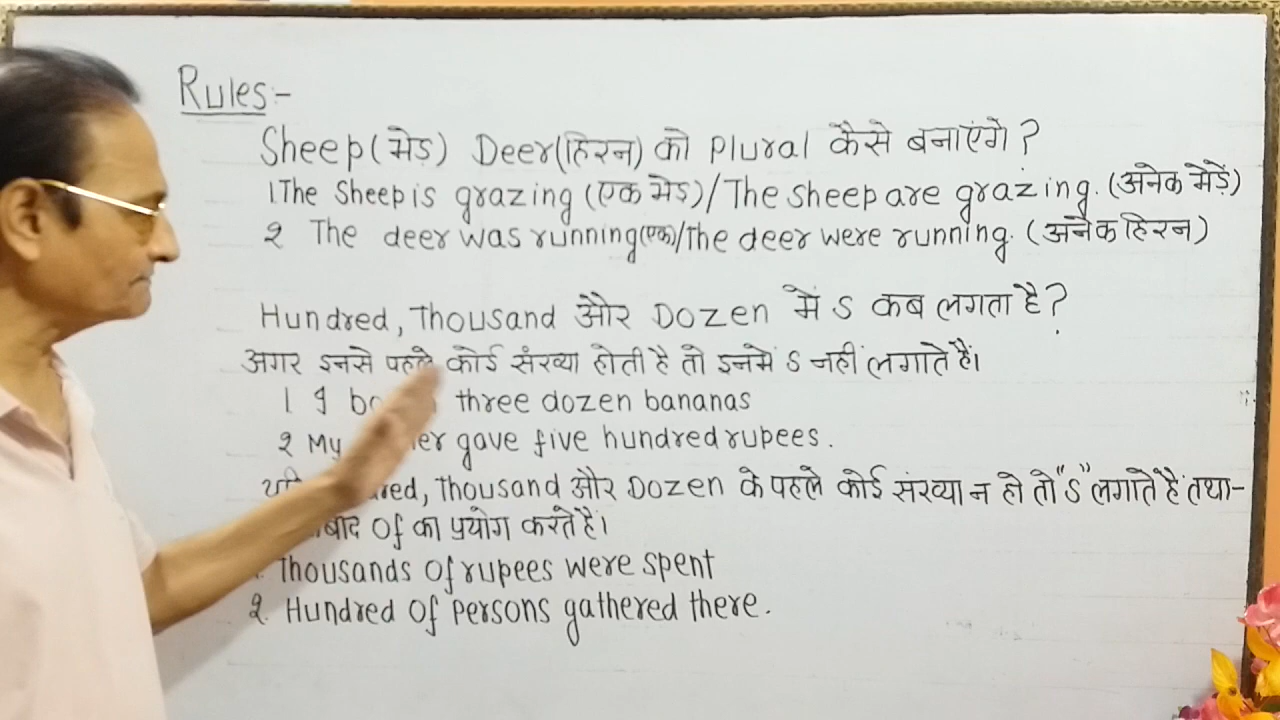 Rules:-
Sheep(भेड़) Deer(हिरन) को Plural कैसे बनाएंगे?
1.The Sheep is grazing (एक भेड़)/The sheep are grazing. (अनेक भेड़ें)
2 The deer was running(एक)/The deer were running. (अनेक हिरन)
Hundred, Thousand और Dozen में S कब लगता है?
अगर इनसे पहले कोई संख्या होती है तो इनमें S नहीं लगाते हैं।
1 I three dozen bananas
2 My gave five hundred rupees.
Thousand और Dozen के पहले कोई संख्या न हो तो "S" लगाते हैं तथा-
बाद Of का प्रयोग करते हैं।
Thousands Of rupees were spent
2. Hundred Of Persons gathered there.